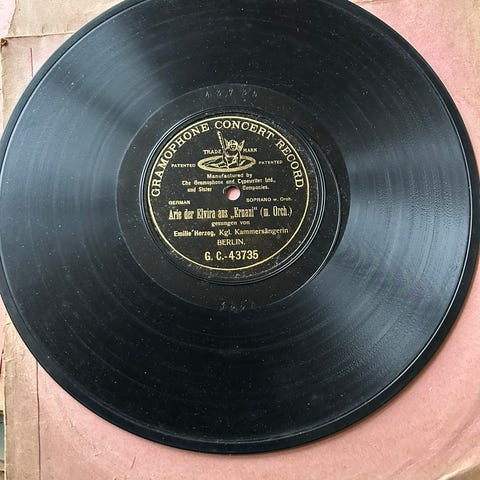 43735
GRAMOPHONE CONCERT RECORD.
TRADE MARK
PATENTED PATENTED
Manufactured by
The Gramophone and Typewriter Ltd.,
and Sister Companies.
GERMAN SOPRANO w. Orch.
Arie der Elvira aus „Ernani" (m. Orch.)
gesungen von
Emilie Herzog, Kgl. Kammersängerin
BERLIN.
G. C.-43735